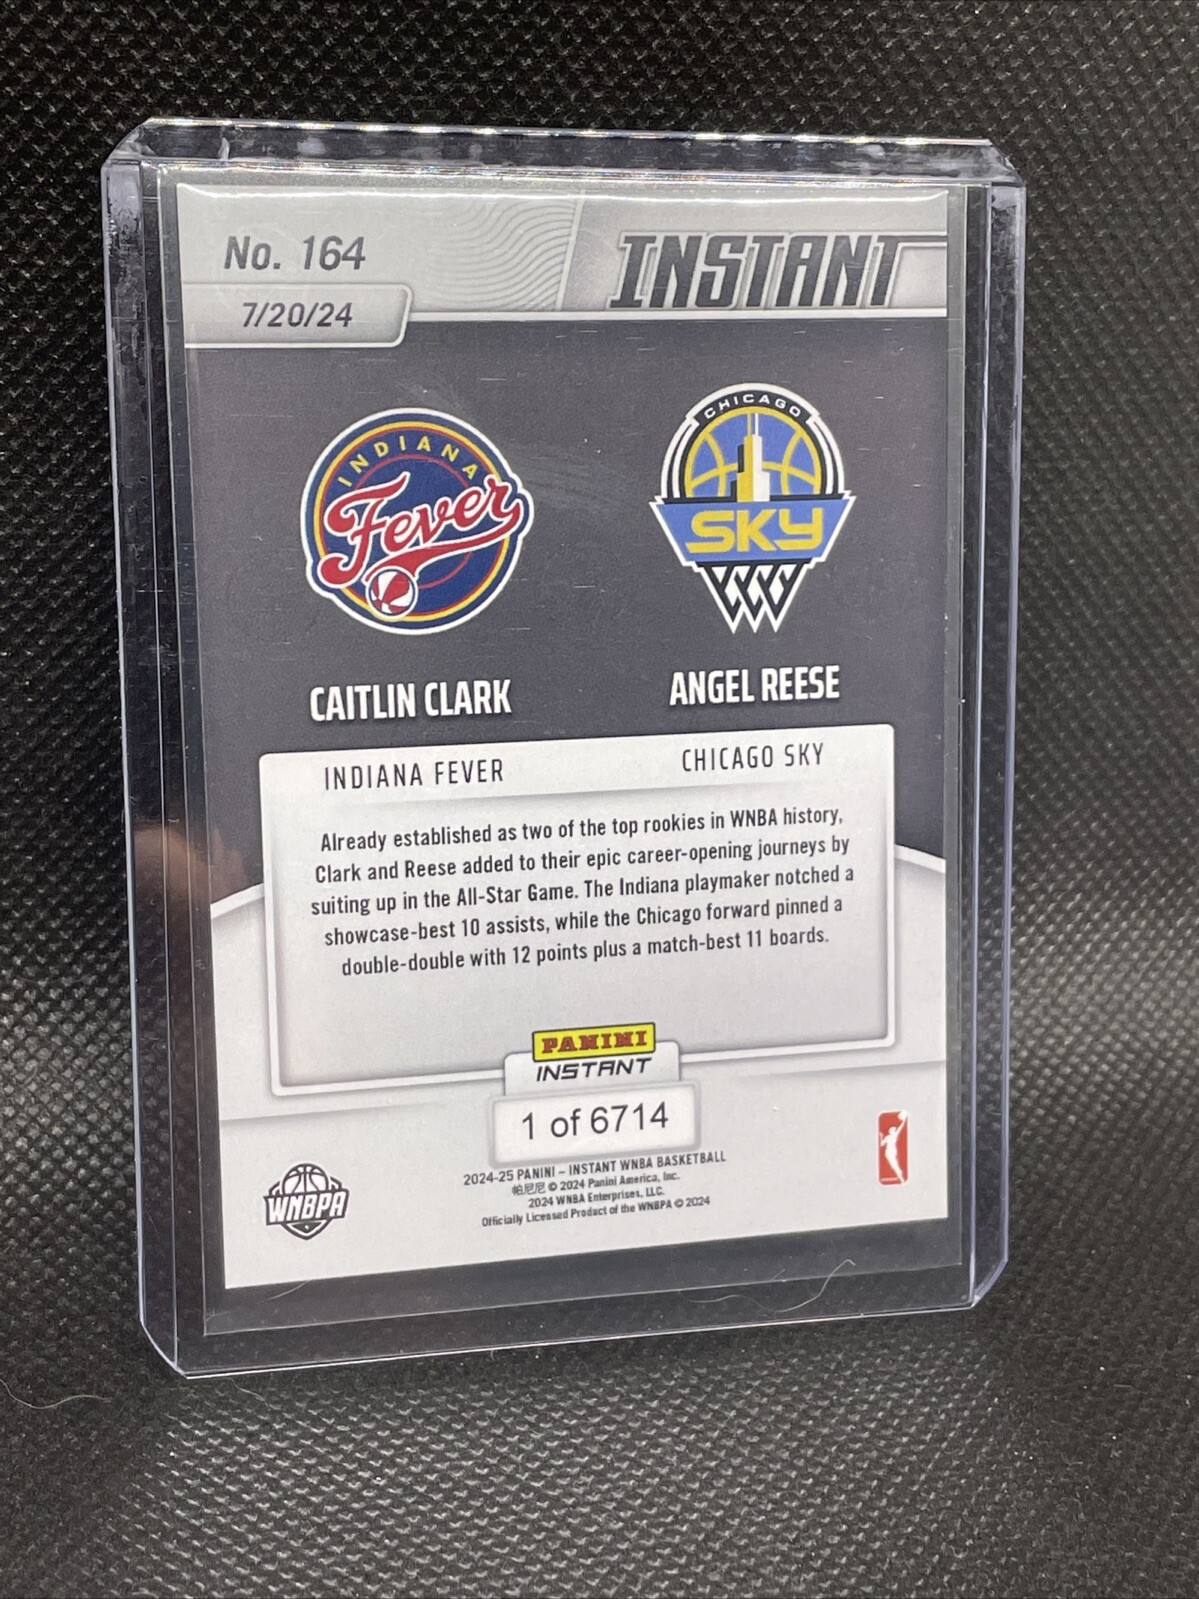 No. 164
INSTANT
7/20/24
INDIANA
Fever
CHICAGO
SKY
CAITLIN CLARK
ANGEL REESE
INDIANA FEVER
CHICAGO SKY
Already established as two of the top rookies in WNBA history,
Clark and Reese added to their epic career-opening journeys by
suiting up in the All-Star Game. The Indiana playmaker notched a
showcase-best 10 assists, while the Chicago forward pinned a
double-double with 12 points plus a match-best 11 boards.
PANINI
INSTANT
1 of 6714
2024-25 PANINI – INSTANT WNBA BASKETBALL
帕尼尼 © 2024 Panini America, Inc.
2024 WNBA Enterprises, LLC.
Officially Licensed Product of the WNBPA © 2024
WNBPA